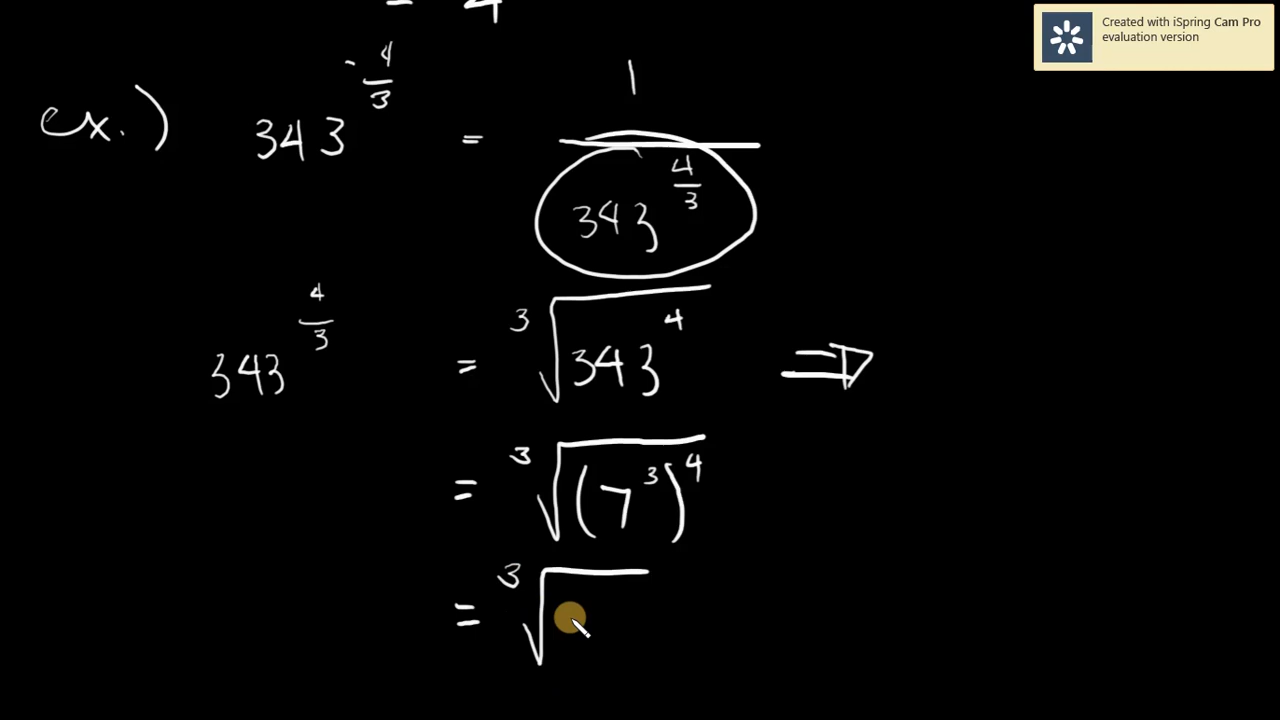 = 4
Created with iSpring Cam Pro
evaluation version
ex.) 343^(-4/3) = 1/343^(4/3)
343^(4/3) = ∛(343^4) ⇒
= ∛((7^3)^4)
= ∛